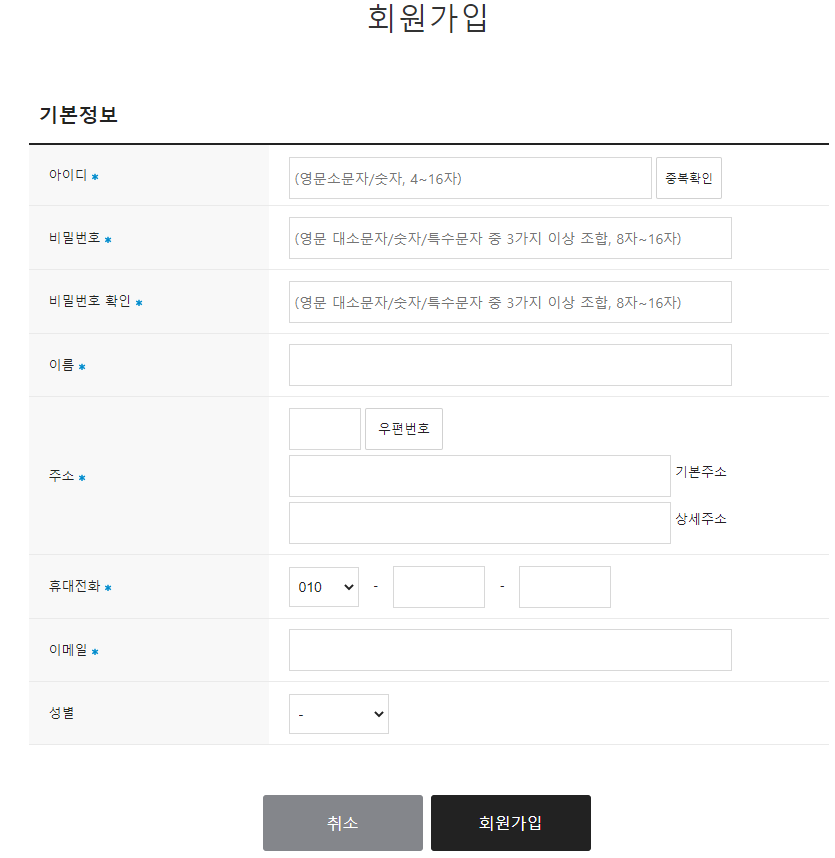 회원가입
기본정보
아이디 *
(영문소문자/숫자, 4~16자) 중복확인
비밀번호 *
(영문 대소문자/숫자/특수문자 중 3가지 이상 조합, 8자~16자)
비밀번호 확인 *
(영문 대소문자/숫자/특수문자 중 3가지 이상 조합, 8자~16자)
이름 *
주소 *
우편번호
기본주소
상세주소
휴대전화 *
010 - -
이메일 *
성별
-
취소 회원가입